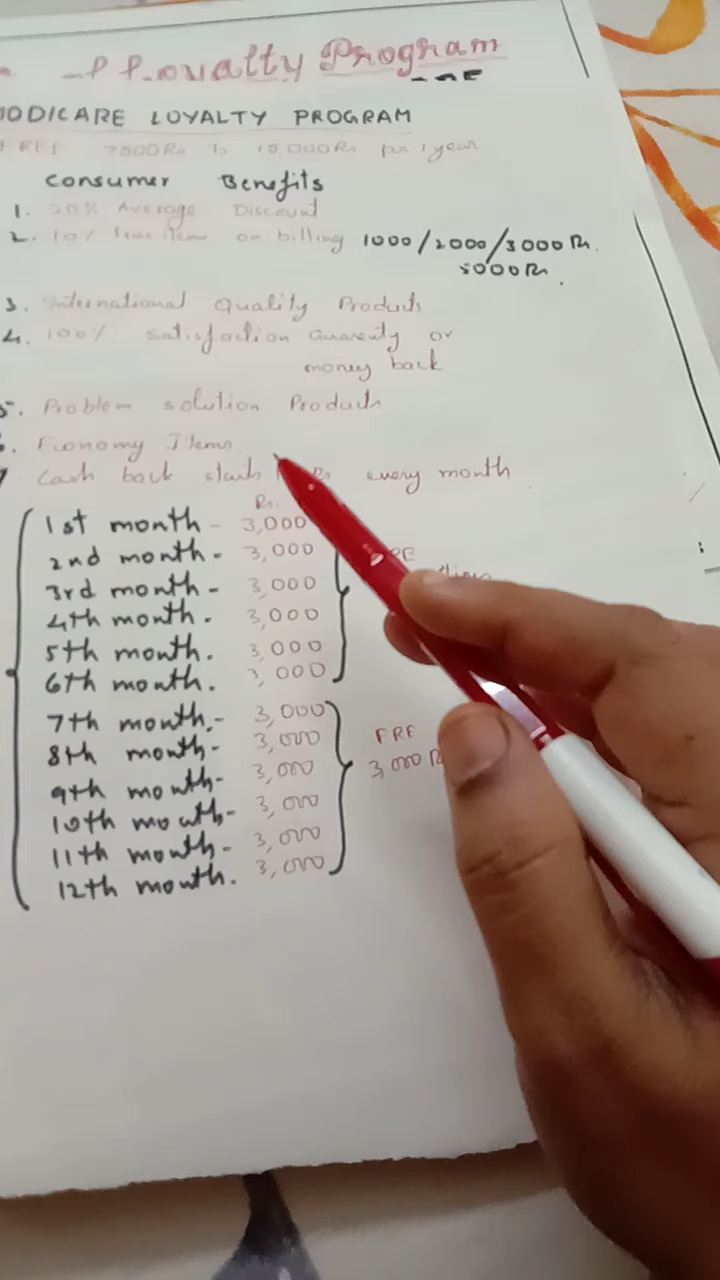 Loyalty Program
MODICARE LOYALTY PROGRAM
FREE 7800Rs To 15,000Rs per year
Consumer Benefits
1. 20% Average Discount
2. 10% Free item on billing 1000/2000/3000 Rs.
5000 Rs.
3. International Quality Products
4. 100% satisfaction Guarenty or
money back
5. Problem solution Products
6. Economy Items
7 Cash back starts every month
Rs.
1st month - 3,000
2nd month - 3,000
3rd month - 3,000
4th month - 3,000
5th month. 3,000
6th month. 3,000
7th month.- 3,000
8th month- 3,000
FRE
3,000 R
9th month- 3,000
10th month- 3,000
11th month- 3,000
12th month. 3,000